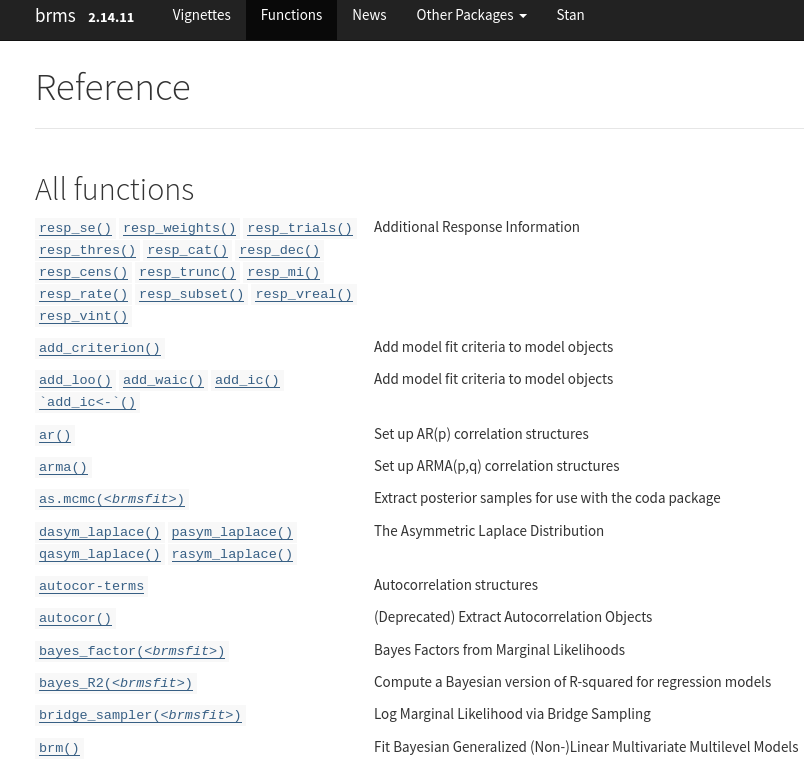 brms 2.14.11 Vignettes Functions News Other Packages Stan
Reference
All functions
resp_se() resp_weights() resp_trials() Additional Response Information
resp_thres() resp_cat() resp_dec()
resp_cens() resp_trunc() resp_mi()
resp_rate() resp_subset() resp_vreal()
resp_vint()
add_criterion() Add model fit criteria to model objects
add_loo() add_waic() add_ic() Add model fit criteria to model objects
`add_ic<-`()
ar() Set up AR(p) correlation structures
arma() Set up ARMA(p,q) correlation structures
as.mcmc(<brmsfit>) Extract posterior samples for use with the coda package
dasym_laplace() pasym_laplace() The Asymmetric Laplace Distribution
qasym_laplace() rasym_laplace()
autocor-terms Autocorrelation structures
autocor() (Deprecated) Extract Autocorrelation Objects
bayes_factor(<brmsfit>) Bayes Factors from Marginal Likelihoods
bayes_R2(<brmsfit>) Compute a Bayesian version of R-squared for regression models
bridge_sampler(<brmsfit>) Log Marginal Likelihood via Bridge Sampling
brm() Fit Bayesian Generalized (Non-)Linear Multivariate Multilevel Models